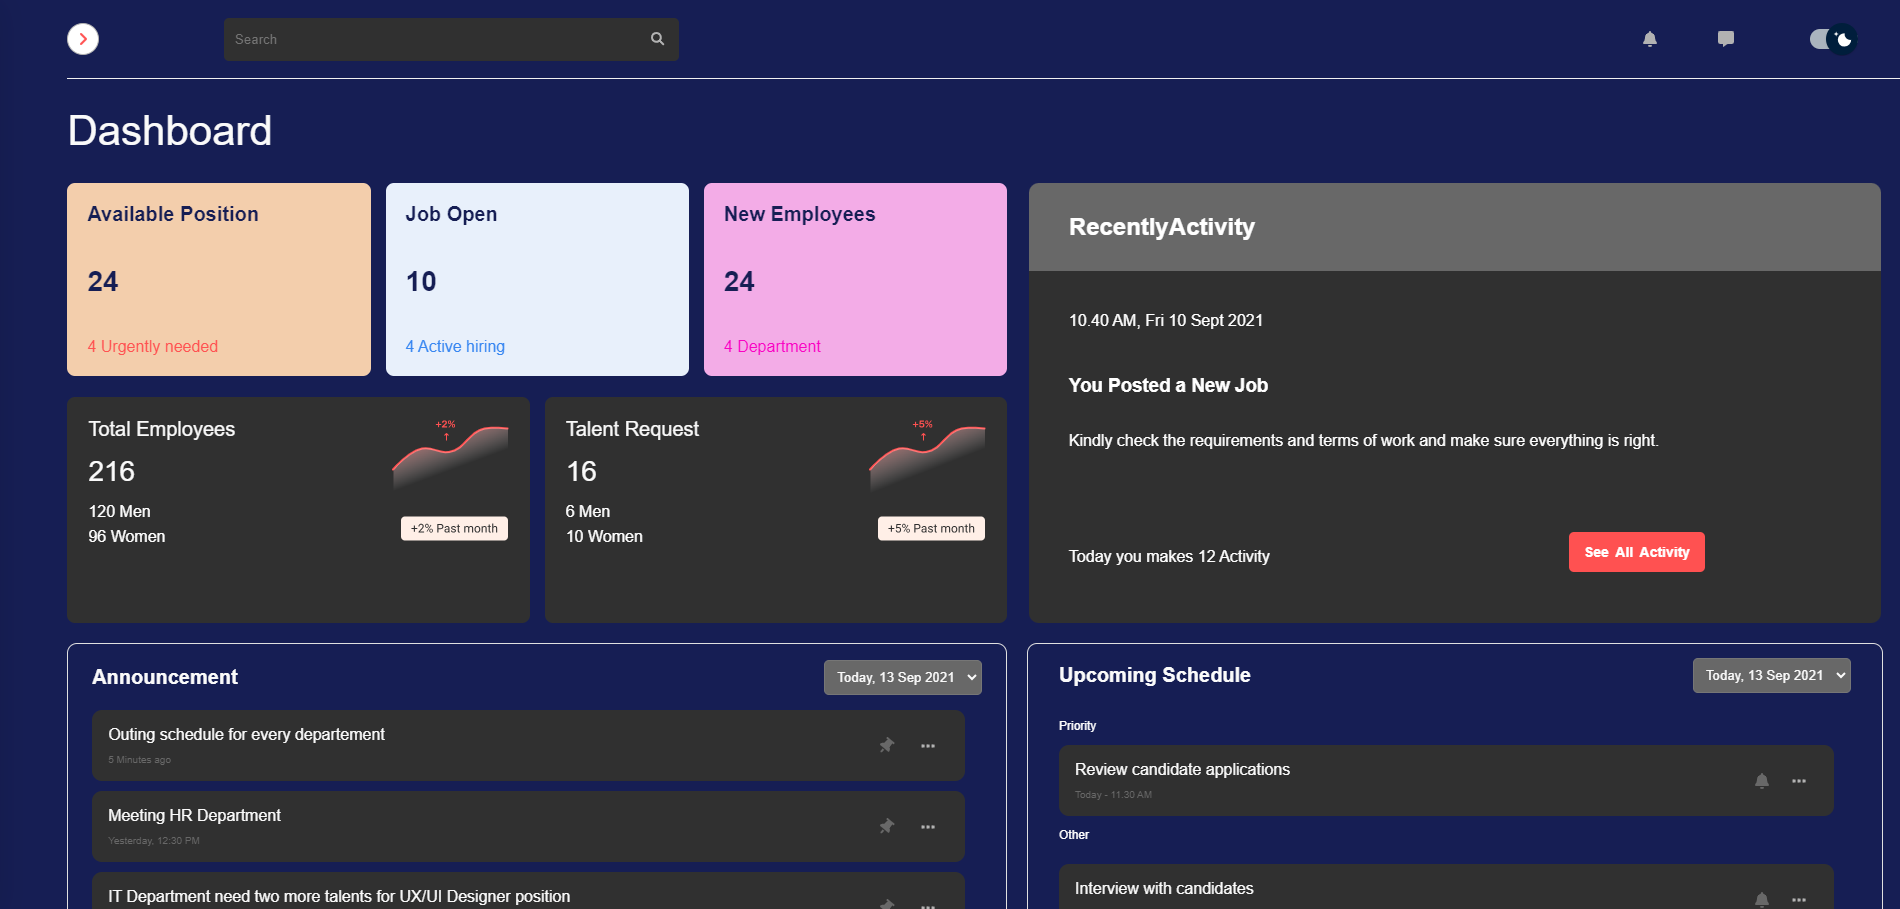 Search
Dashboard
Available Position
24
4 Urgently needed
Job Open
10
4 Active hiring
New Employees
24
4 Department
RecentlyActivity
10.40 AM, Fri 10 Sept 2021
You Posted a New Job
Kindly check the requirements and terms of work and make sure everything is right.
Today you makes 12 Activity
See All Activity
Total Employees
216
120 Men
96 Women
+2%
+2% Past month
Talent Request
16
6 Men
10 Women
+5%
+5% Past month
Announcement
Today, 13 Sep 2021
Outing schedule for every departement
5 Minutes ago
Meeting HR Department
Yesterday, 12:30 PM
IT Department need two more talents for UX/UI Designer position
Upcoming Schedule
Today, 13 Sep 2021
Priority
Review candidate applications
Today - 11.30 AM
Other
Interview with candidates